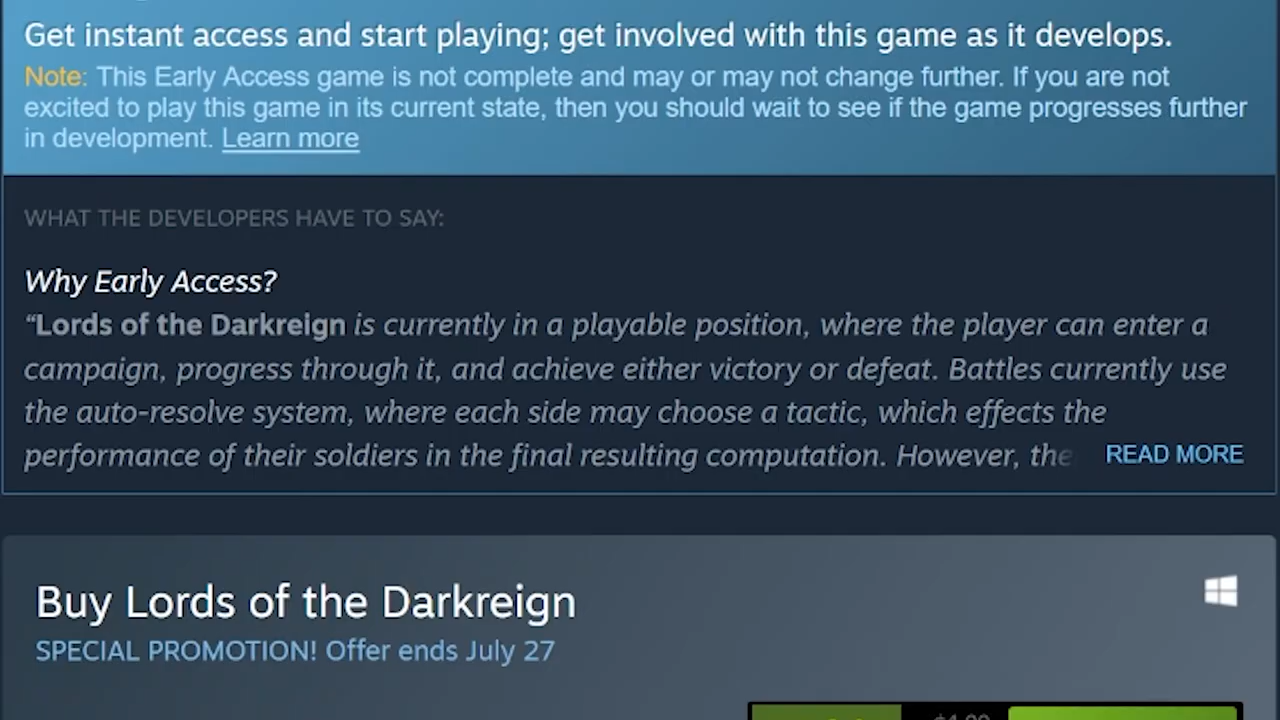 Get instant access and start playing; get involved with this game as it develops.
Note: This Early Access game is not complete and may or may not change further. If you are not
excited to play this game in its current state, then you should wait to see if the game progresses further
in development. Learn more
WHAT THE DEVELOPERS HAVE TO SAY:
Why Early Access?
“Lords of the Darkreign is currently in a playable position, where the player can enter a
campaign, progress through it, and achieve either victory or defeat. Battles currently use
the auto-resolve system, where each side may choose a tactic, which effects the
performance of their soldiers in the final resulting computation. However, the READ MORE
Buy Lords of the Darkreign
SPECIAL PROMOTION! Offer ends July 27